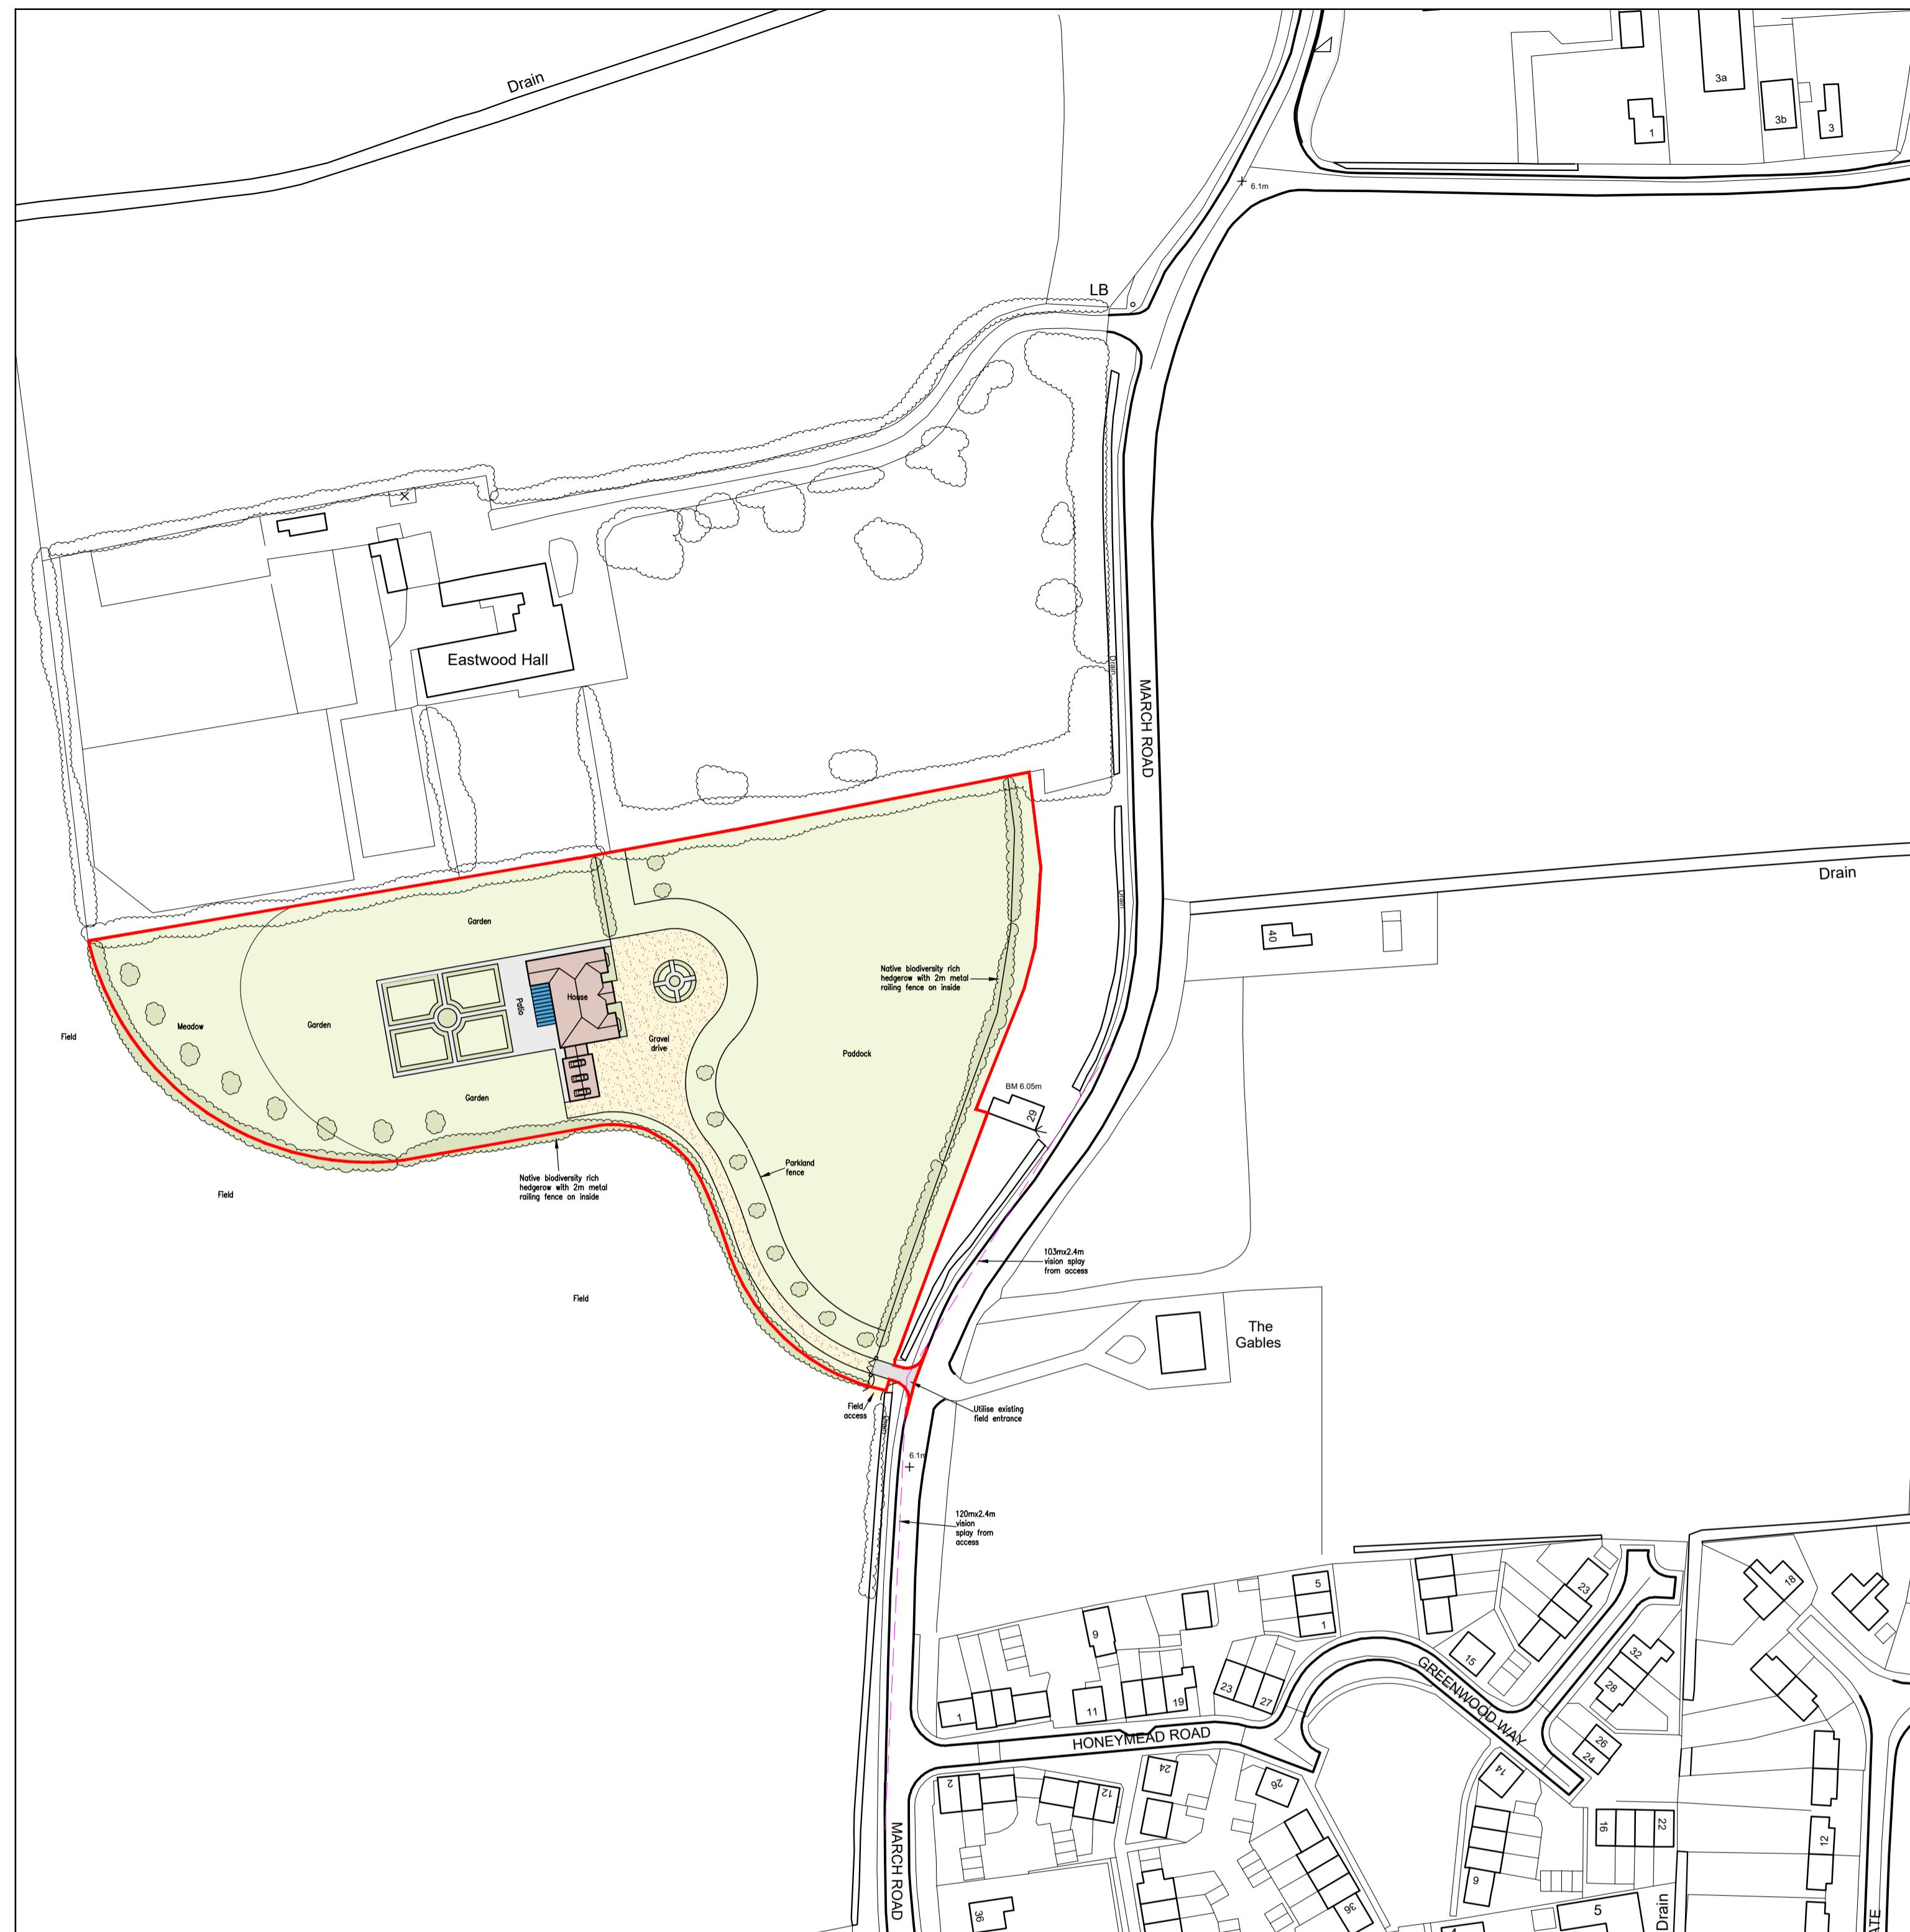 Drain
3a
3b
3
1
6.1m
LB
Eastwood Hall
Drain
MARCH ROAD
Drain
Drain
40
Garden
Native biodiversity rich
hedgerow with 2m metal
railing fence on inside
House
Patio
Meadow
Garden
Field
Gravel
drive
Paddock
BM 6.05m
Garden
29
Parkland
fence
Native biodiversity rich
hedgerow with 2m metal
railing fence on inside
Field
103mx2.4m
vision splay
from access
Field
The
Gables
Field
access
Utilise existing
field entrance
Drain
6.1m
120mx2.4m
vision
splay from
access
5
1
23
18
9
15
32
28
23
27
19
11
1
GREENWOOD WAY
HONEYMEAD ROAD
26
24
14
2
12
24
26
16
22
12
MARCH ROAD
9
36
36
5
Drain